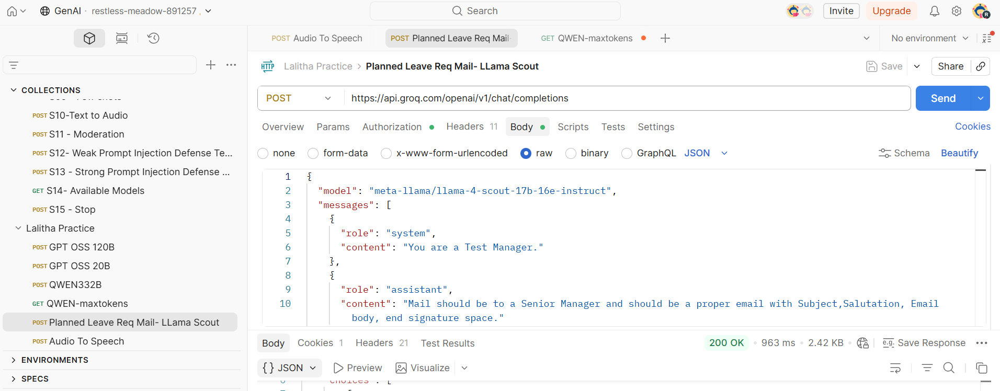 GenAI · restless-meadow-891257
Search
Invite
Upgrade
R
COLLECTIONS
POST S10-Text to Audio
POST S11 - Moderation
POST S12- Weak Prompt Injection Defense Te...
POST S13 - Strong Prompt Injection Defense ...
GET S14- Available Models
POST S15 - Stop
Lalitha Practice
POST GPT OSS 120B
POST GPT OSS 20B
POST QWEN332B
GET QWEN-maxtokens
POST Planned Leave Req Mail- LLama Scout
POST Audio To Speech
ENVIRONMENTS
SPECS
POST Audio To Speech
POST Planned Leave Req Mail
GET QWEN-maxtokens
No environment
HTTP Lalitha Practice > Planned Leave Req Mail- LLama Scout
Save
Share
POST https://api.groq.com/openai/v1/chat/completions
Send
Overview Params Authorization Headers 11 Body Scripts Tests Settings
Cookies
none form-data x-www-form-urlencoded raw binary GraphQL JSON
Schema Beautify
1 {
2 "model": "meta-llama/llama-4-scout-17b-16e-instruct",
3 "messages": [
4 {
5 "role": "system",
6 "content": "You are a Test Manager."
7 },
8 {
9 "role": "assistant",
10 "content": "Mail should be to a Senior Manager and should be a proper email with Subject,Salutation, Email
body, end signature space."
Body Cookies 1 Headers 21 Test Results
200 OK • 963 ms • 2.42 KB
e.g. Save Response
{} JSON Preview Visualize